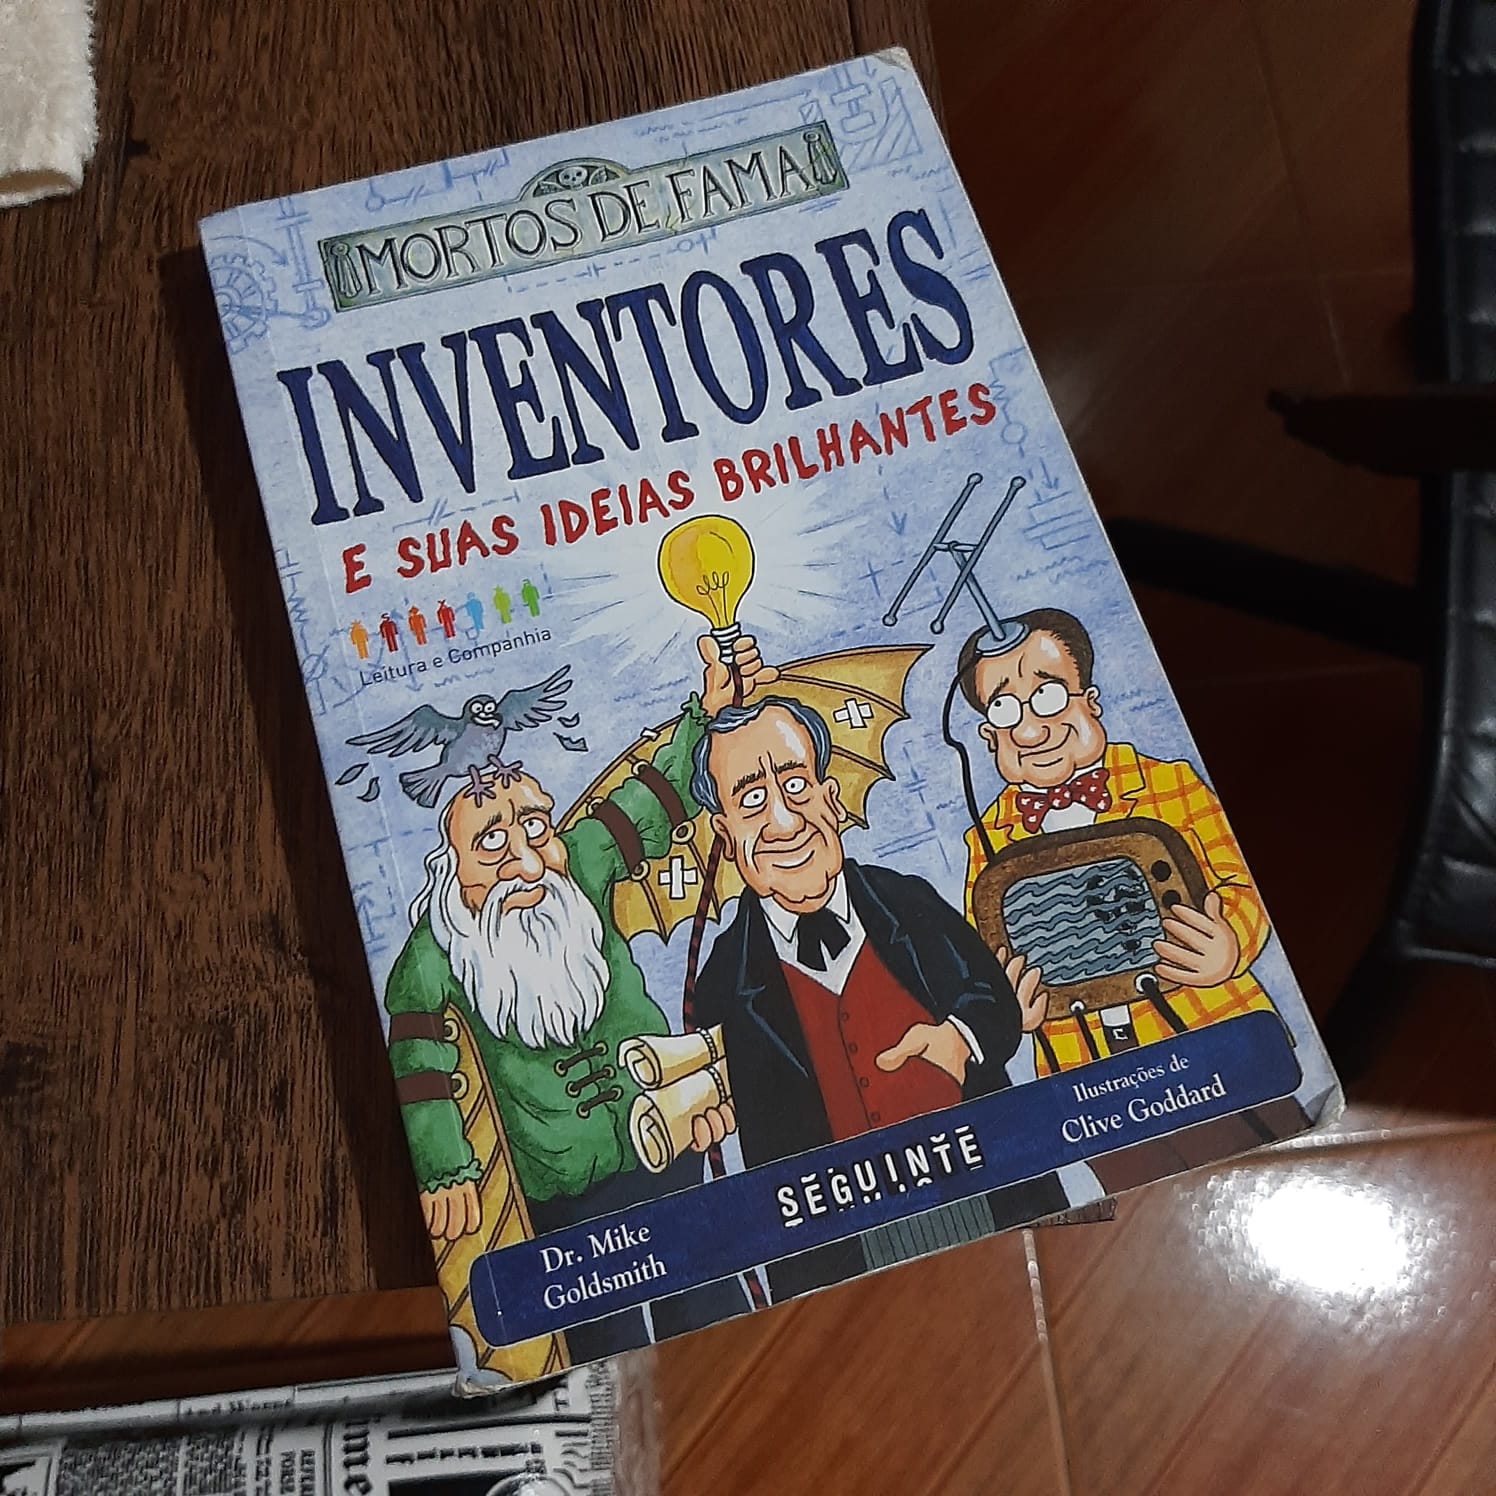 MORTOS DE FAMA
INVENTORES
E SUAS IDEIAS BRILHANTES
Leitura e Companhia
Dr. Mike
Goldsmith
SEGUINTE
Ilustrações de
Clive Goddard